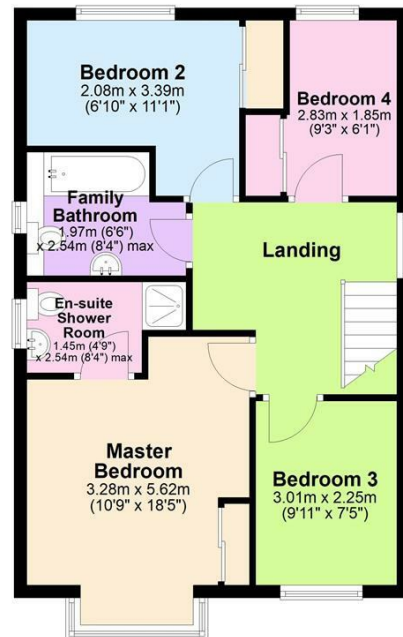 Bedroom 2
2.08m x 3.39m
(6'10" x 11'1")
Bedroom 4
2.83m x 1.85m
(9'3" x 6'1")
Family
Bathroom
1.97m (6'6")
x 2.54m (8'4") max
Landing
En-suite
Shower
Room
1.45m (4'9")
x 2.54m (8'4") max
Master
Bedroom
3.28m x 5.62m
(10'9" x 18'5")
Bedroom 3
3.01m x 2.25m
(9'11" x 7'5")